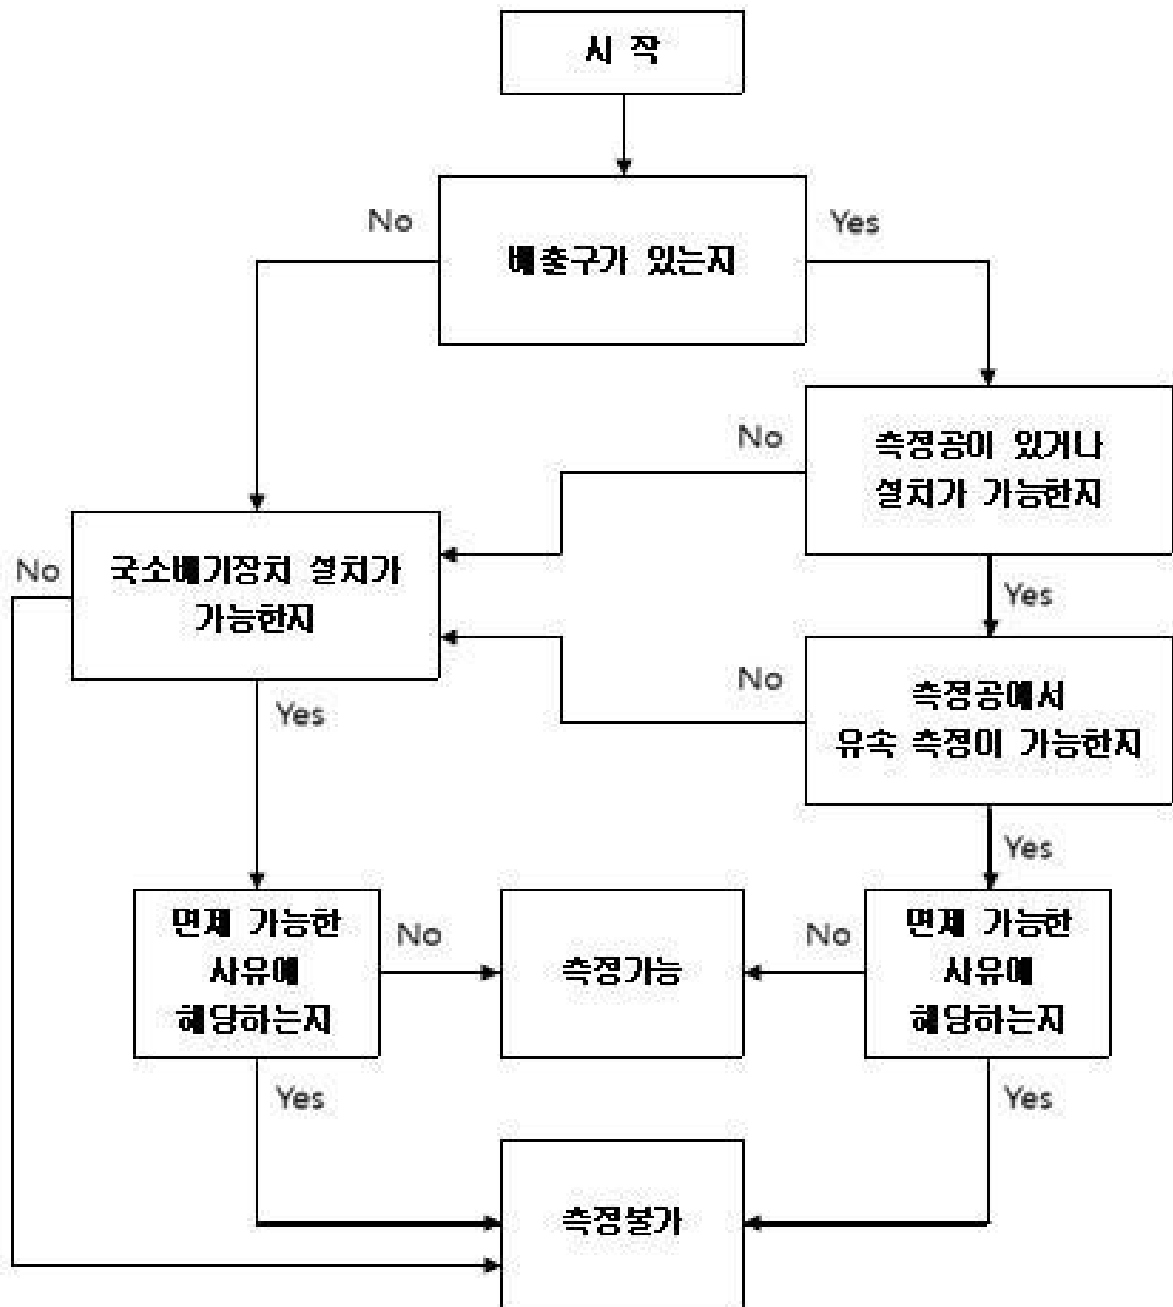 시 작
No
Yes
배출구가 있는지
No
측정공이 있거나
설치가 가능한지
No
국소배기장치 설치가
가능한지
Yes
No
측정공에서
유속 측정이 가능한지
Yes
Yes
면제 가능한
사유에
해당하는지
No
측정가능
No
면제 가능한
사유에
해당하는지
Yes
Yes
측정불가